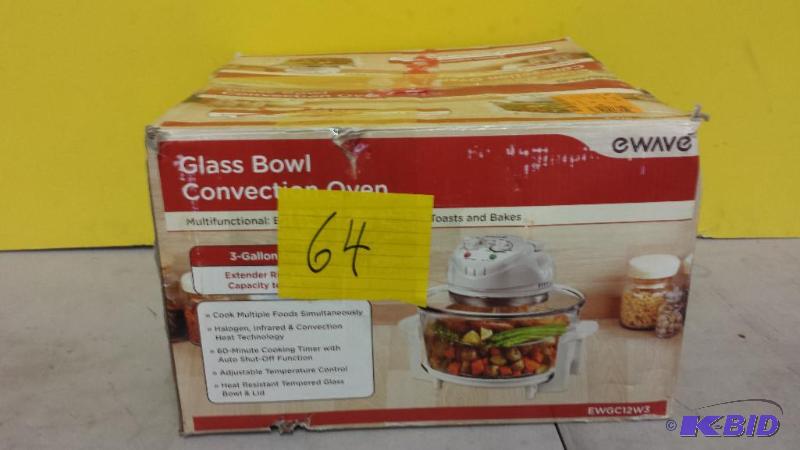 ewave
Glass Bowl
Convection Oven
Multifunctional: Toasts and Bakes
64
3-Gallon
Extender
Capacity
» Cook Multiple Foods Simultaneously
» Halogen, Infrared & Convection
Heat Technology
» 60-Minute Cooking Timer with
Auto Shut-Off Function
» Adjustable Temperature Control
» Heat Resistant Tempered Glass
Bowl & Lid
EWGC12W3
© K-BID